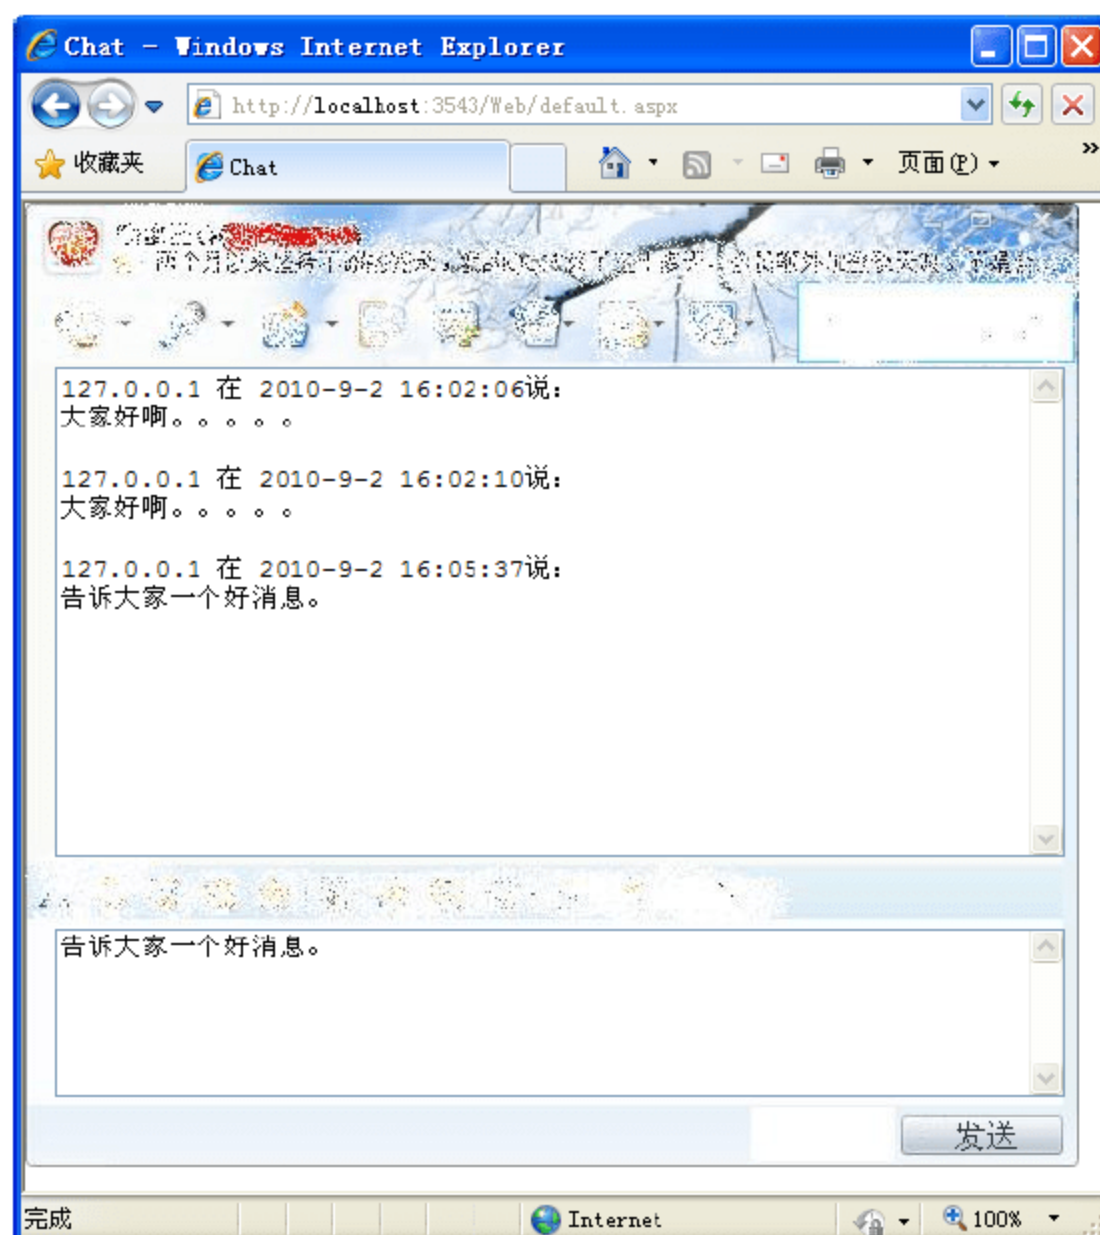 Chat - Windows Internet Explorer
http://localhost:3543/Web/default.aspx
收藏夹 Chat 页面(P) »
127.0.0.1 在 2010-9-2 16:02:06说:
大家好啊。。。。。
127.0.0.1 在 2010-9-2 16:02:10说:
大家好啊。。。。。
127.0.0.1 在 2010-9-2 16:05:37说:
告诉大家一个好消息。
告诉大家一个好消息。
发送
完成 Internet 100%